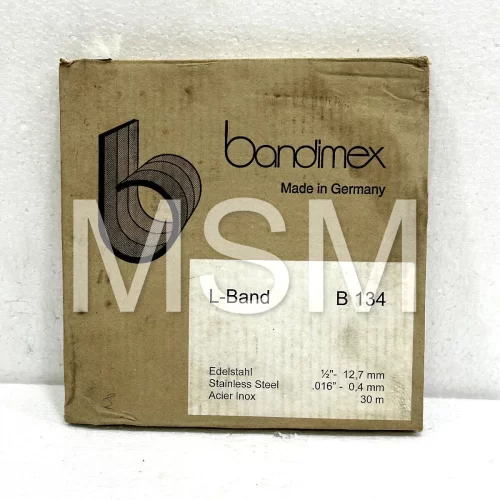 bandimex
Made in Germany
MSM
L-Band B 134
Edelstahl ½"- 12,7 mm
Stainless Steel .016"- 0,4 mm
Acier Inox 30 m